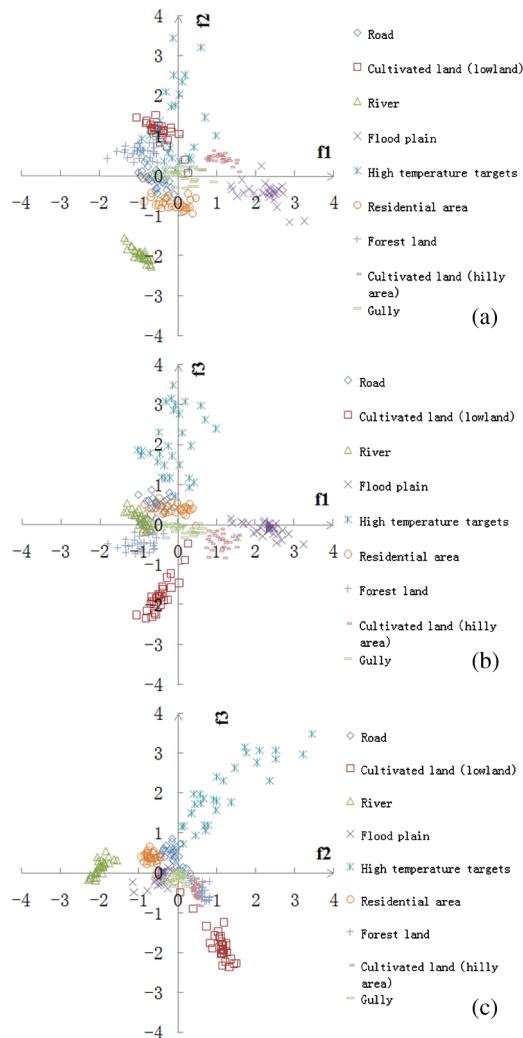 f2
4
3
2
1
0
-1
-2
-3
-4
-4 -3 -2 -1 0 1 2 3 4
f1
Road
Cultivated land (lowland)
River
Flood plain
High temperature targets
Residential area
Forest land
Cultivated land (hilly
area)
Gully
(a)
f3
4
3
2
1
0
-1
-2
-3
-4
-4 -3 -2 -1 0 1 2 3 4
f1
Road
Cultivated land (lowland)
River
Flood plain
High temperature targets
Residential area
Forest land
Cultivated land (hilly
area)
Gully
(b)
f3
4
3
2
1
0
-1
-2
-3
-4
-4 -3 -2 -1 0 1 2 3 4
f2
Road
Cultivated land (lowland)
River
Flood plain
High temperature targets
Residential area
Forest land
Cultivated land (hilly
area)
Gully
(c)